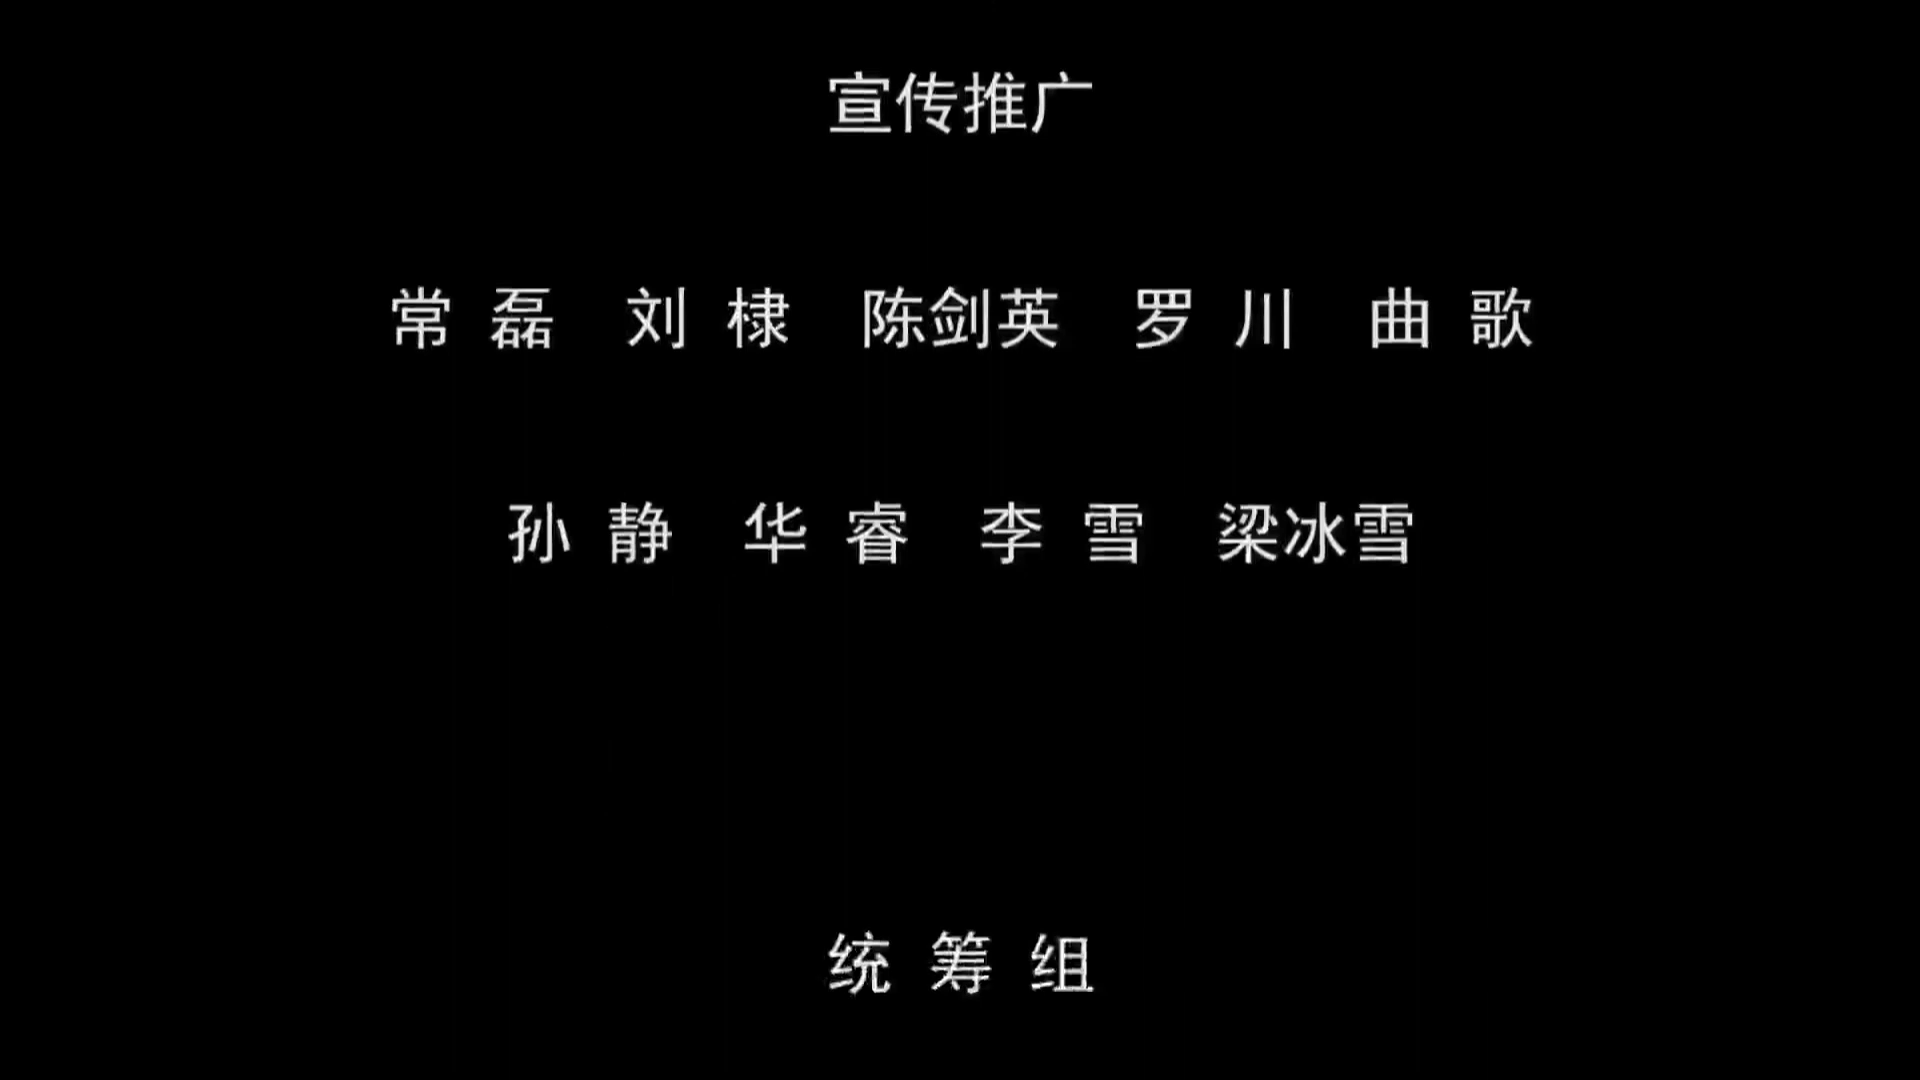 宣传推广
常 磊 刘 棣 陈剑英 罗 川 曲 歌
孙 静 华 睿 李 雪 梁冰雪
统 筹 组